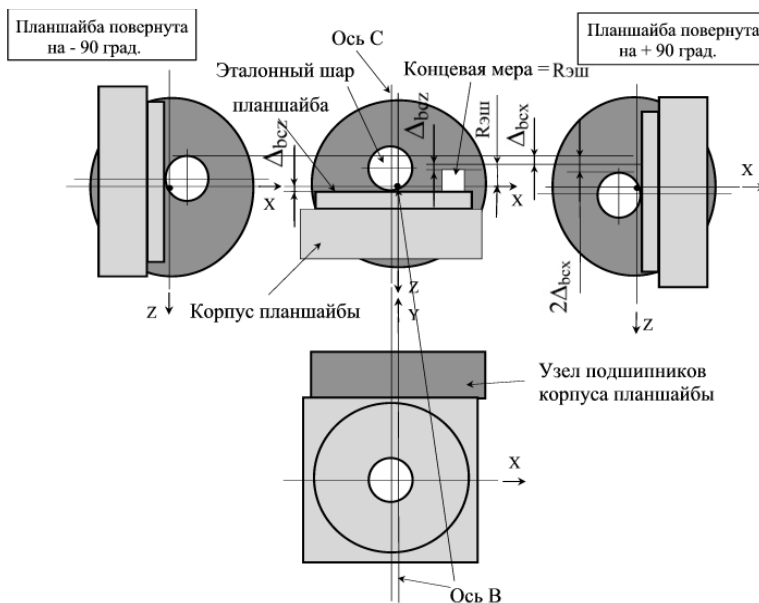 Планшайба повернута
на - 90 град.
Ось C
Эталонный шар
планшайба
Концевая мера = Rэш
Планшайба повернута
на + 90 град.
Δbcz
Δbcz
Rэш
Δbcx
X
X
X
Z
Z
Z
2Δbcx
Корпус планшайбы
Y
Узел подшипников
корпуса планшайбы
X
Ось B